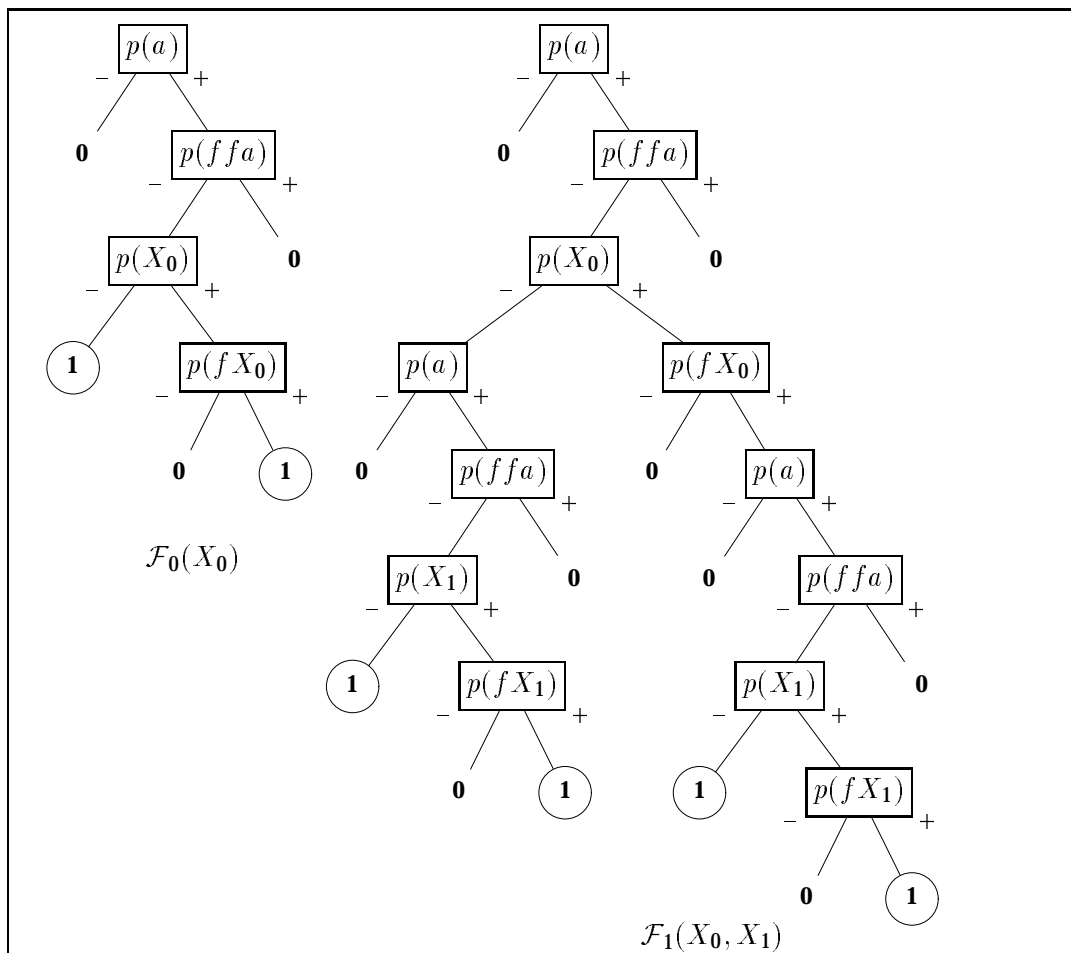 p(a) p(a)
− + − +
0 p(ffa) 0 p(ffa)
− + − +
p(X₀) 0 p(X₀) 0
− + − +
1 p(fX₀) p(a) p(fX₀)
− + − + − +
0 1 0 p(ffa) 0 p(a)
− + − +
ℱ₀(X₀) p(X₁) 0 0 p(ffa)
− + − +
1 p(fX₁) p(X₁) 0
− + − +
0 1 1 p(fX₁)
− +
0 1
ℱ₁(X₀, X₁)